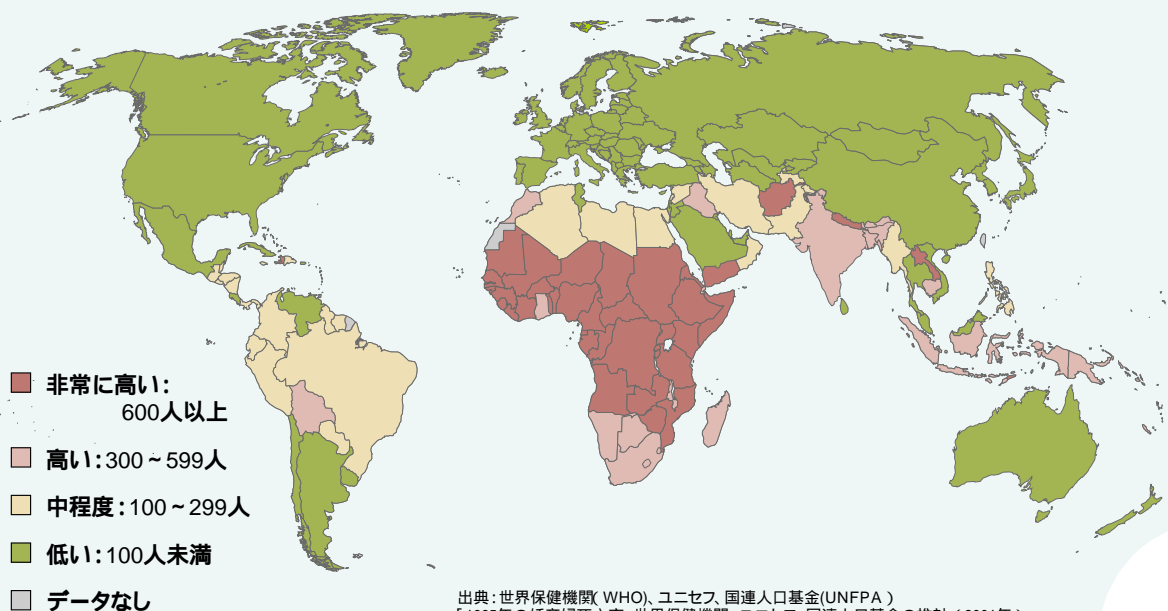 非常に高い:
600人以上
高い:300~599人
中程度:100~299人
低い:100人未満
データなし
出典:世界保健機関(WHO)、ユニセフ、国連人口基金(UNFPA)